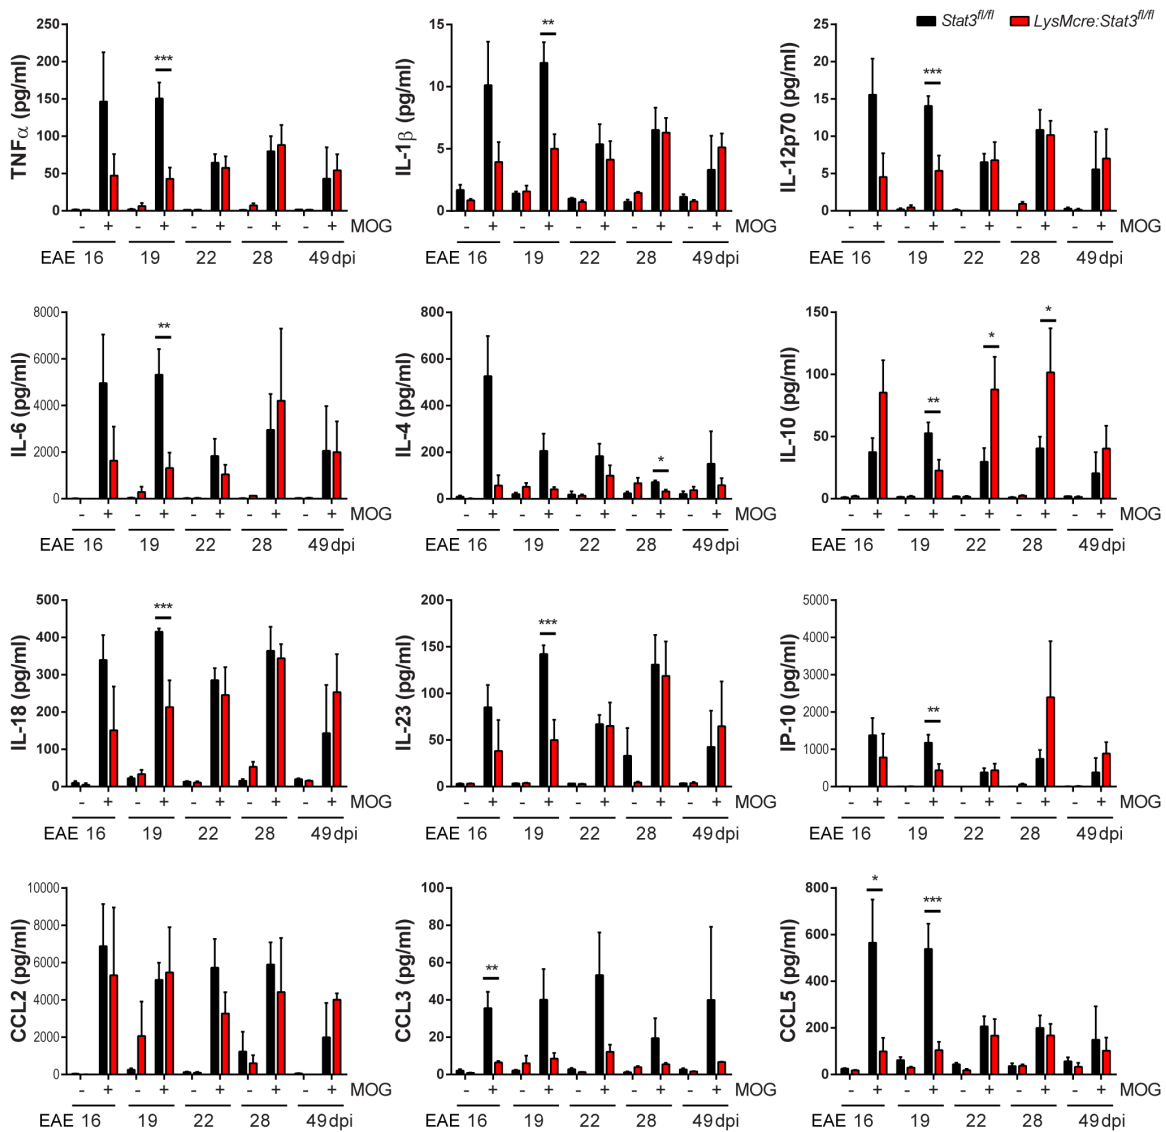 Stat3fl/fl LysMcre:Stat3fl/fl
TNFα (pg/ml)
250
200
150
100
50
0
- + - + - + - + - + MOG
EAE 16 19 22 28 49 dpi
**
***
IL-1β (pg/ml)
15
10
5
0
- + - + - + - + - + MOG
EAE 16 19 22 28 49 dpi
**
IL-12p70 (pg/ml)
25
20
15
10
5
0
- + - + - + - + - + MOG
EAE 16 19 22 28 49 dpi
***
IL-6 (pg/ml)
8000
6000
4000
2000
0
- + - + - + - + - + MOG
EAE 16 19 22 28 49 dpi
**
IL-4 (pg/ml)
800
600
400
200
0
- + - + - + - + - + MOG
EAE 16 19 22 28 49 dpi
*
IL-10 (pg/ml)
150
100
50
0
- + - + - + - + - + MOG
EAE 16 19 22 28 49 dpi
** * *
IL-18 (pg/ml)
500
400
300
200
100
0
- + - + - + - + - + MOG
EAE 16 19 22 28 49 dpi
***
IL-23 (pg/ml)
200
150
100
50
0
- + - + - + - + - + MOG
EAE 16 19 22 28 49 dpi
***
IP-10 (pg/ml)
5000
4000
3000
2000
1000
0
- + - + - + - + - + MOG
EAE 16 19 22 28 49 dpi
**
CCL2 (pg/ml)
10000
8000
6000
4000
2000
0
- + - + - + - + - + MOG
EAE 16 19 22 28 49 dpi
CCL3 (pg/ml)
100
80
60
40
20
0
- + - + - + - + - + MOG
EAE 16 19 22 28 49 dpi
**
CCL5 (pg/ml)
800
600
400
200
0
- + - + - + - + - + MOG
EAE 16 19 22 28 49 dpi
* ***